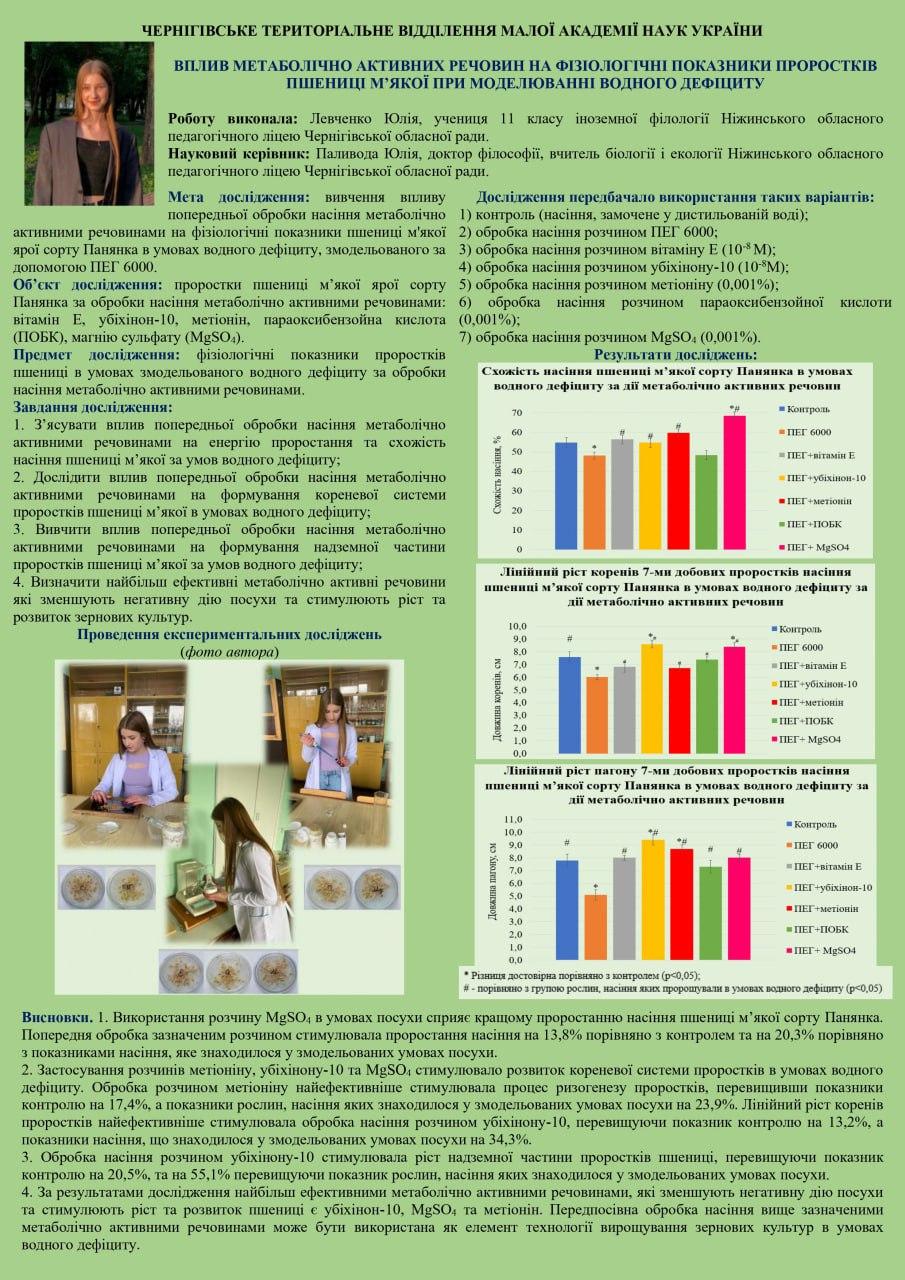 ЧЕРНІГІВСЬКЕ ТЕРИТОРІАЛЬНЕ ВІДДІЛЕННЯ МАЛОЇ АКАДЕМІЇ НАУК УКРАЇНИ
ВПЛИВ МЕТАБОЛІЧНО АКТИВНИХ РЕЧОВИН НА ФІЗІОЛОГІЧНІ ПОКАЗНИКИ ПРОРОСТКІВ
ПШЕНИЦІ М’ЯКОЇ ПРИ МОДЕЛЮВАННІ ВОДНОГО ДЕФІЦИТУ
Роботу виконала: Левченко Юлія, учениця 11 класу іноземної філології Ніжинського обласного
педагогічного ліцею Чернігівської обласної ради.
Науковий керівник: Паливода Юлія, доктор філософії, вчитель біології і екології Ніжинського обласного
педагогічного ліцею Чернігівської обласної ради.
Мета дослідження: вивчення впливу
попередньої обробки насіння метаболічно
активними речовинами на фізіологічні показники пшениці м'якої
ярої сорту Панянка в умовах водного дефіциту, змодельованого за
допомогою ПЕГ 6000.
Об’єкт дослідження: проростки пшениці м’якої ярої сорту
Панянка за обробки насіння метаболічно активними речовинами:
вітамін Е, убіхінон-10, метіонін, параоксибензойна кислота
(ПОБК), магнію сульфату (MgSO₄).
Предмет дослідження: фізіологічні показники проростків
пшениці в умовах змодельованого водного дефіциту за обробки
насіння метаболічно активними речовинами.
Завдання дослідження:
1. З’ясувати вплив попередньої обробки насіння метаболічно
активними речовинами на енергію проростання та схожість
насіння пшениці м’якої за умов водного дефіциту;
2. Дослідити вплив попередньої обробки насіння метаболічно
активними речовинами на формування кореневої системи
проростків пшениці м’якої в умовах водного дефіциту;
3. Вивчити вплив попередньої обробки насіння метаболічно
активними речовинами на формування надземної частини
проростків пшениці м’якої за умов водного дефіциту;
4. Визначити найбільш ефективні метаболічно активні речовини
які зменшують негативну дію посухи та стимулюють ріст та
розвиток зернових культур.
Проведення експериментальних досліджень
(фото автора)
Дослідження передбачало використання таких варіантів:
1) контроль (насіння, замочене у дистильованій воді);
2) обробка насіння розчином ПЕГ 6000;
3) обробка насіння розчином вітаміну Е (10⁻⁸ М);
4) обробка насіння розчином убіхінону-10 (10⁻⁸М);
5) обробка насіння розчином метіоніну (0,001%);
6) обробка насіння розчином параоксибензойної кислоти
(0,001%);
7) обробка насіння розчином MgSO₄ (0,001%).
Результати досліджень:
Схожість насіння пшениці м’якої сорту Панянка в умовах
водного дефіциту за дії метаболічно активних речовин
Схожість насіння, %
70
60
50
40
30
20
10
0
* # # # *#
Контроль
ПЕГ 6000
ПЕГ+вітамін Е
ПЕГ+убіхінон-10
ПЕГ+метіонін
ПЕГ+ПОБК
ПЕГ+ MgSO4
Лінійний ріст коренів 7-ми добових проростків насіння
пшениці м’якої сорту Панянка в умовах водного дефіциту за
дії метаболічно активних речовин
Довжина коренів, см
10,0
9,0
8,0
7,0
6,0
5,0
4,0
3,0
2,0
1,0
0,0
Контроль
ПЕГ 6000
ПЕГ+вітамін Е
ПЕГ+убіхінон-10
ПЕГ+метіонін
ПЕГ+ПОБК
ПЕГ+ MgSO4
Лінійний ріст пагону 7-ми добових проростків насіння
пшениці м’якої сорту Панянка в умовах водного дефіциту за
дії метаболічно активних речовин
Довжина пагону, см
11,0
10,0
9,0
8,0
7,0
6,0
5,0
4,0
3,0
2,0
1,0
0,0
# * # *# *# # #
Контроль
ПЕГ 6000
ПЕГ+вітамін Е
ПЕГ+убіхінон-10
ПЕГ+метіонін
ПЕГ+ПОБК
ПЕГ+ MgSO4
* Різниця достовірна порівняно з контролем (p<0,05);
# - порівняно з групою рослин, насіння яких пророщували в умовах водного дефіциту (p<0,05)
Висновки. 1. Використання розчину MgSO₄ в умовах посухи сприяє кращому проростанню насіння пшениці м’якої сорту Панянка.
Попередня обробка зазначеним розчином стимулювала проростання насіння на 13,8% порівняно з контролем та на 20,3% порівняно
з показниками насіння, яке знаходилося у змодельованих умовах посухи.
2. Застосування розчинів метіоніну, убіхінону-10 та MgSO₄ стимулювало розвиток кореневої системи проростків в умовах водного
дефіциту. Обробка розчином метіоніну найефективніше стимулювала процес ризогенезу проростків, перевищивши показники
контролю на 17,4%, а показники рослин, насіння яких знаходилося у змодельованих умовах посухи на 23,9%. Лінійний ріст коренів
проростків найефективніше стимулювала обробка насіння розчином убіхінону-10, перевищуючи показник контролю на 13,2%, а
показники насіння, що знаходилося у змодельованих умовах посухи на 34,3%.
3. Обробка насіння розчином убіхінону-10 стимулювала ріст надземної частини проростків пшениці, перевищуючи показник
контролю на 20,5%, та на 55,1% перевищуючи показник рослин, насіння яких знаходилося у змодельованих умовах посухи.
4. За результатами дослідження найбільш ефективними метаболічно активними речовинами, які зменшують негативну дію посухи
та стимулюють ріст та розвиток пшениці є убіхінон-10, MgSO₄ та метіонін. Передпосівна обробка насіння вище зазначеними
метаболічно активними речовинами може бути використана як елемент технології вирощування зернових культур в умовах
водного дефіциту.